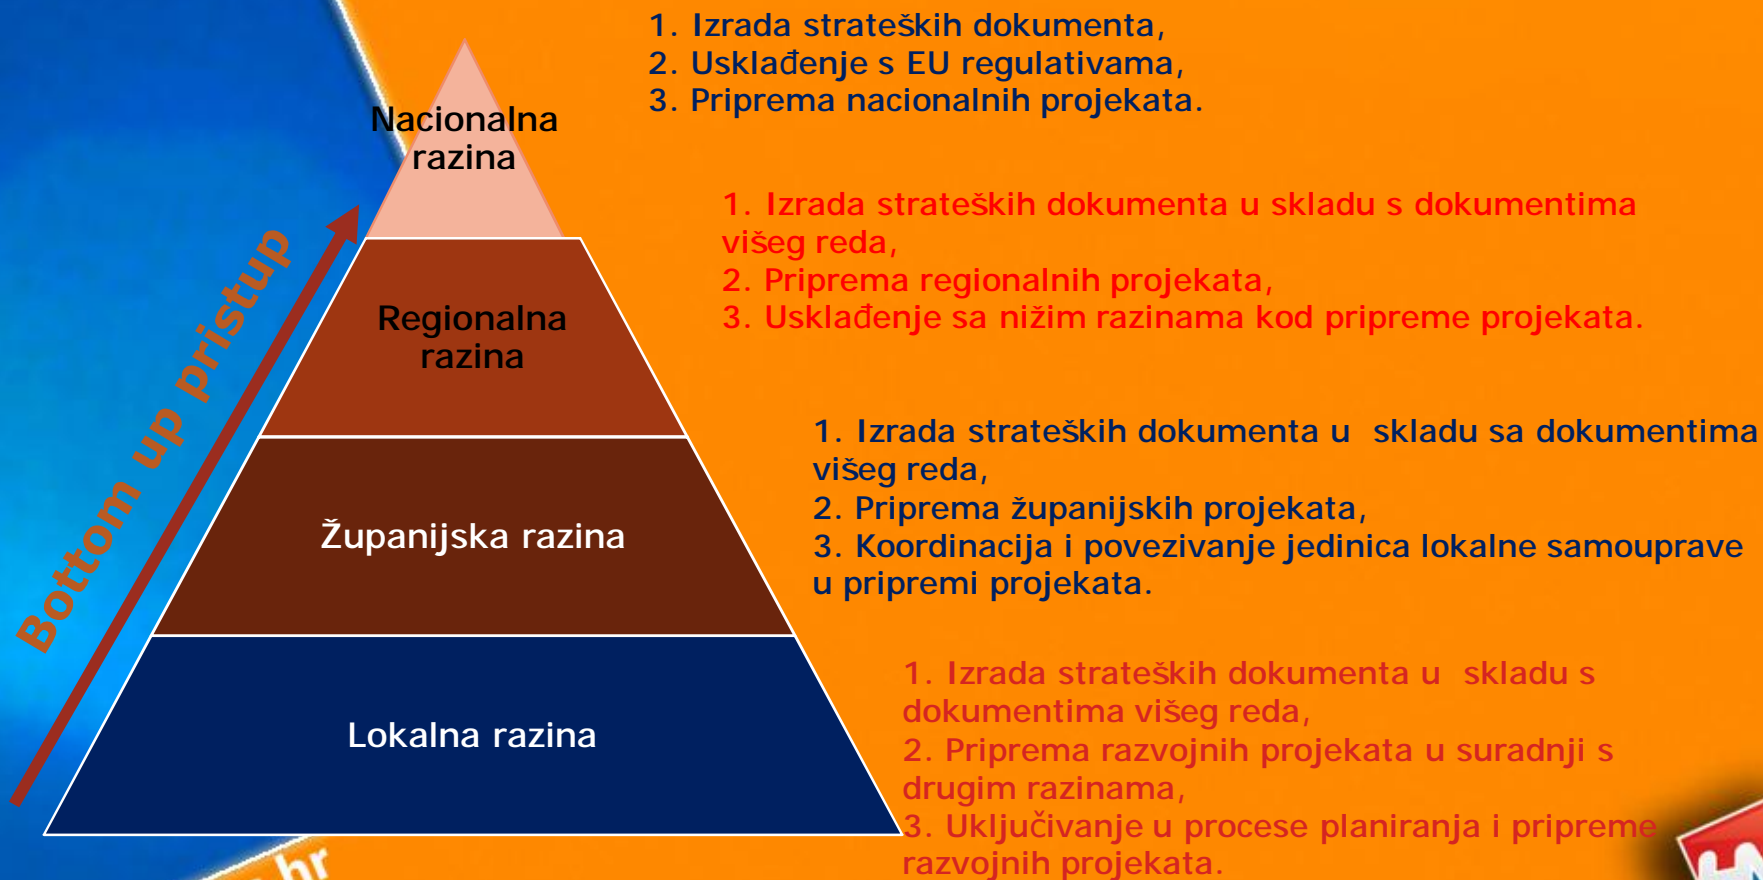 1. Izrada strateških dokumenta,
2. Usklađenje s EU regulativama,
3. Priprema nacionalnih projekata.
Nacionalna
razina
1. Izrada strateških dokumenta u skladu s dokumentima
višeg reda,
2. Priprema regionalnih projekata,
3. Usklađenje sa nižim razinama kod pripreme projekata.
Regionalna
razina
Bottom up pristup
1. Izrada strateških dokumenta u skladu sa dokumentima
višeg reda,
2. Priprema županijskih projekata,
3. Koordinacija i povezivanje jedinica lokalne samouprave
u pripremi projekata.
Županijska razina
1. Izrada strateških dokumenta u skladu s
dokumentima višeg reda,
2. Priprema razvojnih projekata u suradnji s
drugim razinama,
3. Uključivanje u procese planiranja i pripreme
razvojnih projekata.
Lokalna razina
hr